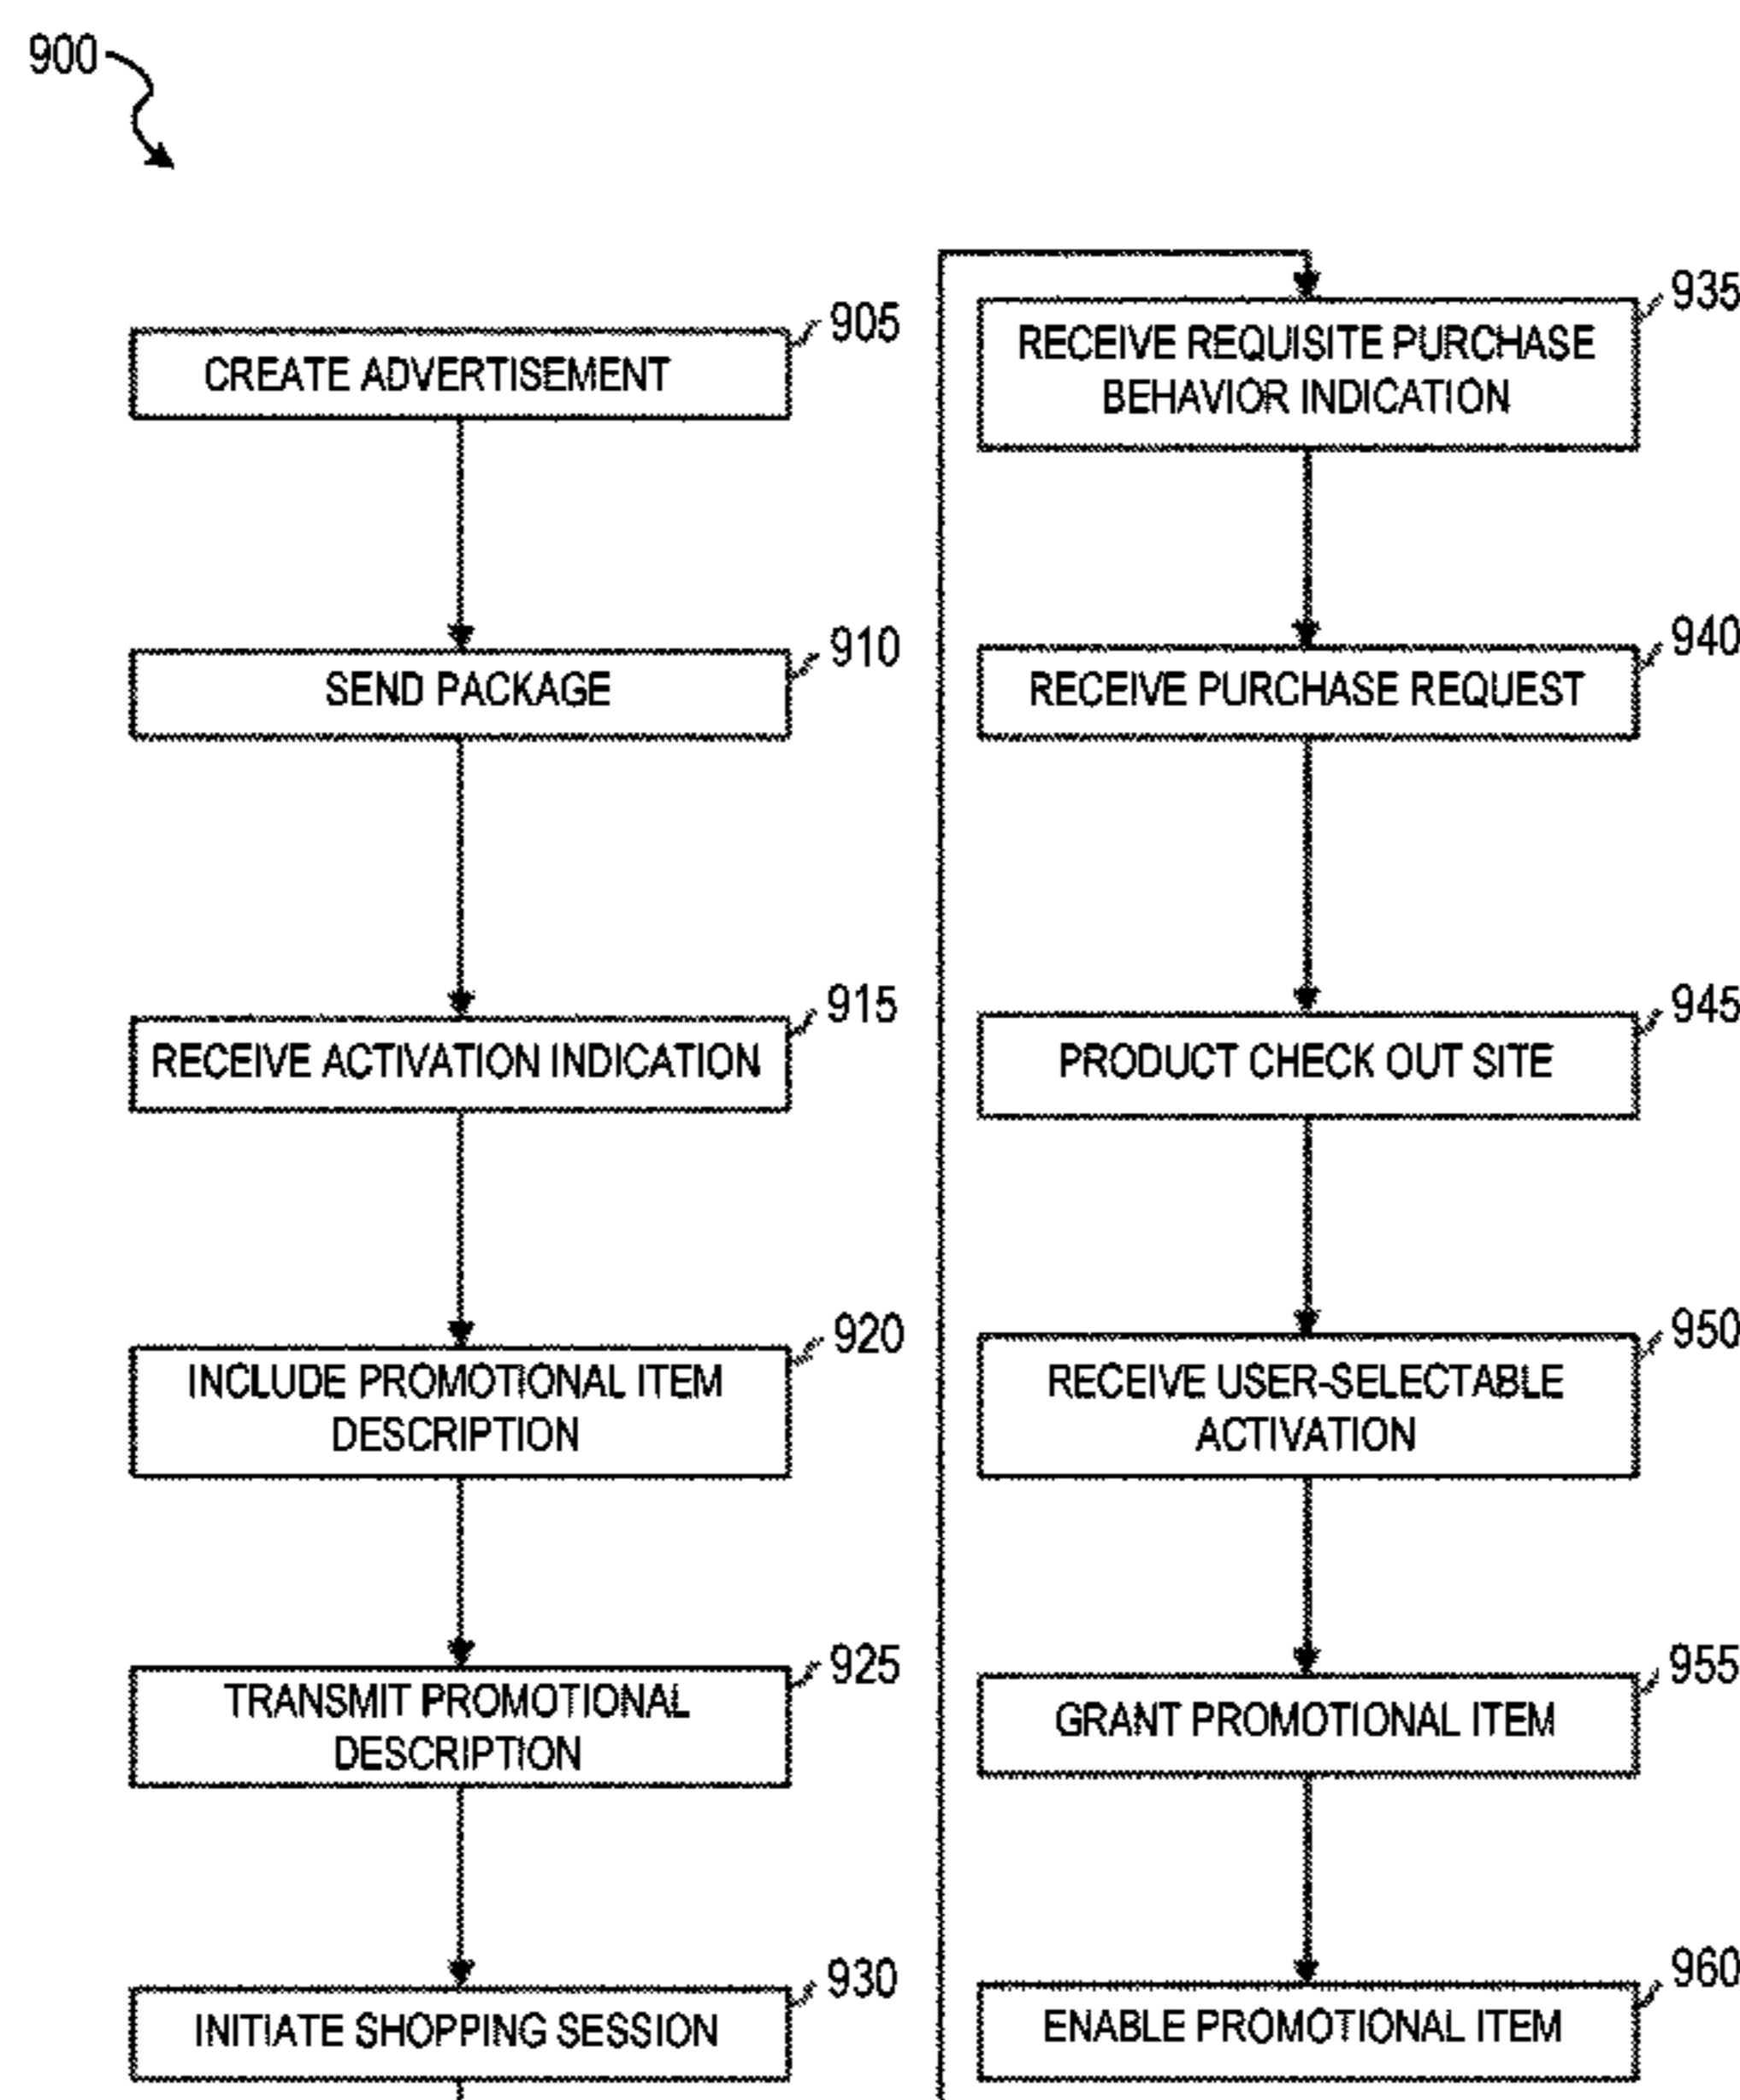 900
905
CREATE ADVERTISEMENT
910
SEND PACKAGE
915
RECEIVE ACTIVATION INDICATION
920
INCLUDE PROMOTIONAL ITEM
DESCRIPTION
925
TRANSMIT PROMOTIONAL
DESCRIPTION
930
INITIATE SHOPPING SESSION
935
RECEIVE REQUISITE PURCHASE
BEHAVIOR INDICATION
940
RECEIVE PURCHASE REQUEST
945
PRODUCT CHECK OUT SITE
950
RECEIVE USER-SELECTABLE
ACTIVATION
955
GRANT PROMOTIONAL ITEM
960
ENABLE PROMOTIONAL ITEM